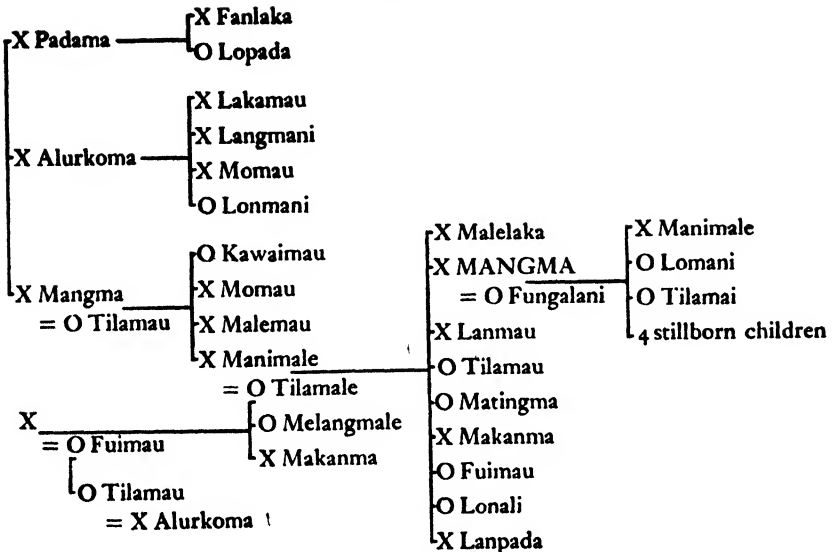 X Fanlaka
X Padama
O Lopada
X Lakamau
X Langmani
X Alurkoma
X Momau
O Lonmani
O Kawaimau
X Mangma
= O Tilamau
X Momau
X Malemau
X Manimale
= O Tilamale
X
= O Fuimau
O Melangmale
X Makanma
O Tilamau
= X Alurkoma
X Malelaka
X MANGMA
= O Fungalani
X Lanmau
O Tilamau
O Matingma
X Makanma
O Fuimau
O Lonali
X Lanpada
X Manimale
O Lomani
O Tilamai
4 stillborn children